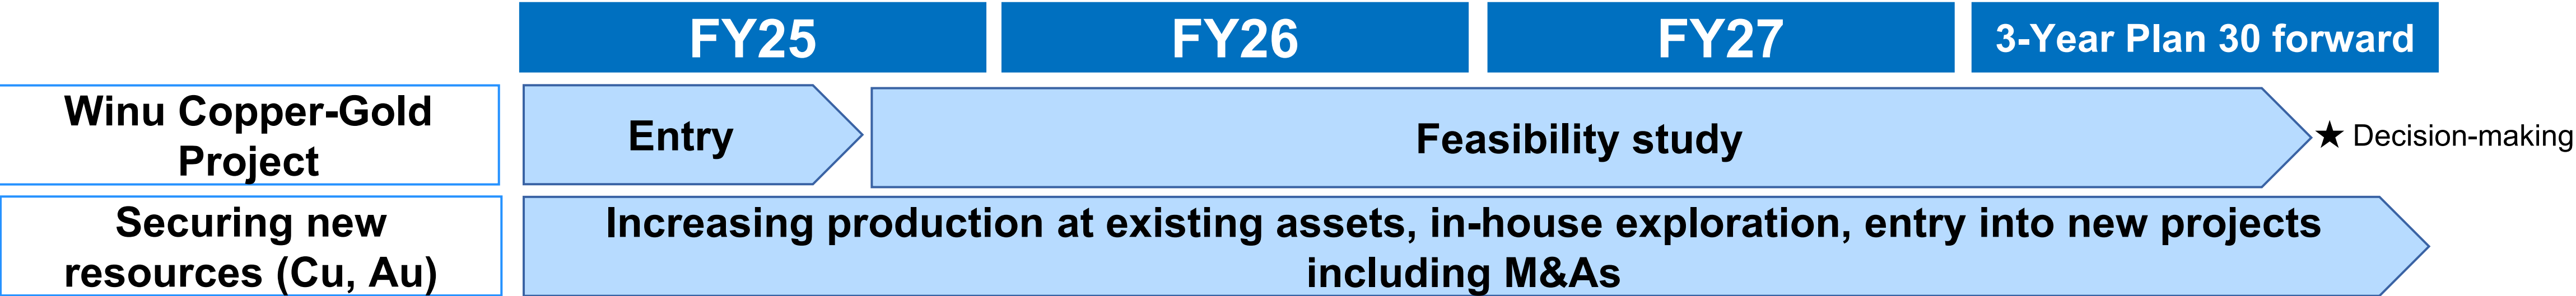 FY25
FY26
FY27
3-Year Plan 30 forward
Winu Copper-Gold
Project
Entry
Feasibility study
★ Decision-making
Securing new
resources (Cu, Au)
Increasing production at existing assets, in-house exploration, entry into new projects
including M&As